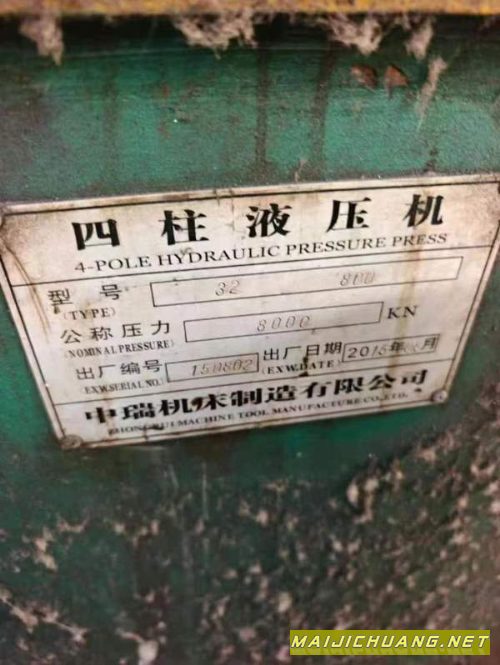 四柱液压机
4-POLE HYDRAULIC PRESSURE PRESS
型号 32 800
(TYPE)
公称压力 8000 KN
(NOMINAL PRESSURE)
出厂编号 150802 出厂日期 2015年 月
(EXW.SERIAL NO.) (EXW.DATE)
中瑞机床制造有限公司
ZHONGRUI MACHINE TOOL MANUFACTURE CO.,LTD.
MAIJICHUANG.NET